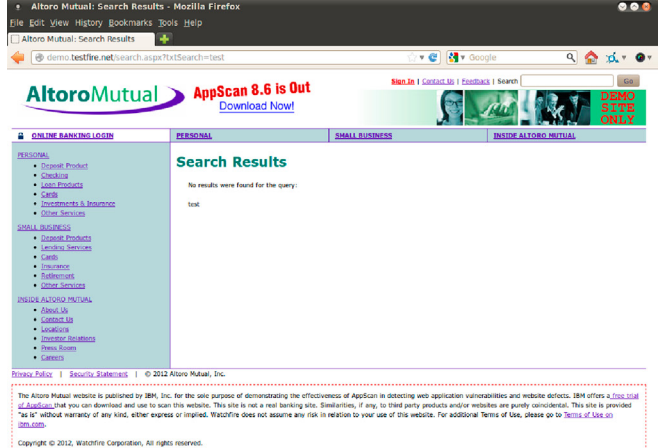 Altoro Mutual: Search Results - Mozilla Firefox
File Edit View History Bookmarks Tools Help
Altoro Mutual: Search Results
demo.testfire.net/search.aspx?txtSearch=test
Google
Sign In | Contact Us | Feedback | Search
Go
AltoroMutual
AppScan 8.6 is Out
Download Now!
DEMO
SITE
ONLY
ONLINE BANKING LOGIN
PERSONAL
SMALL BUSINESS
INSIDE ALTORO MUTUAL
PERSONAL
Deposit Product
Checking
Loan Products
Cards
Investments & Insurance
Other Services
SMALL BUSINESS
Deposit Products
Lending Services
Cards
Insurance
Retirement
Other Services
INSIDE ALTORO MUTUAL
About Us
Contact Us
Locations
Investor Relations
Press Room
Careers
Search Results
No results were found for the query:
test
Privacy Policy | Security Statement | © 2012 Altoro Mutual, Inc.
The Altoro Mutual website is published by IBM, Inc. for the sole purpose of demonstrating the effectiveness of AppScan in detecting web application vulnerabilities and website defects. IBM offers a free trial
of AppScan that you can download and use to scan this website. This site is not a real banking site. Similarities, if any, to third party products and/or websites are purely coincidental. This site is provided
"as is" without warranty of any kind, either express or implied. Watchfire does not assume any risk in relation to your use of this website. For additional Terms of Use, please go to Terms of Use on
ibm.com.
Copyright © 2012, Watchfire Corporation, All rights reserved.